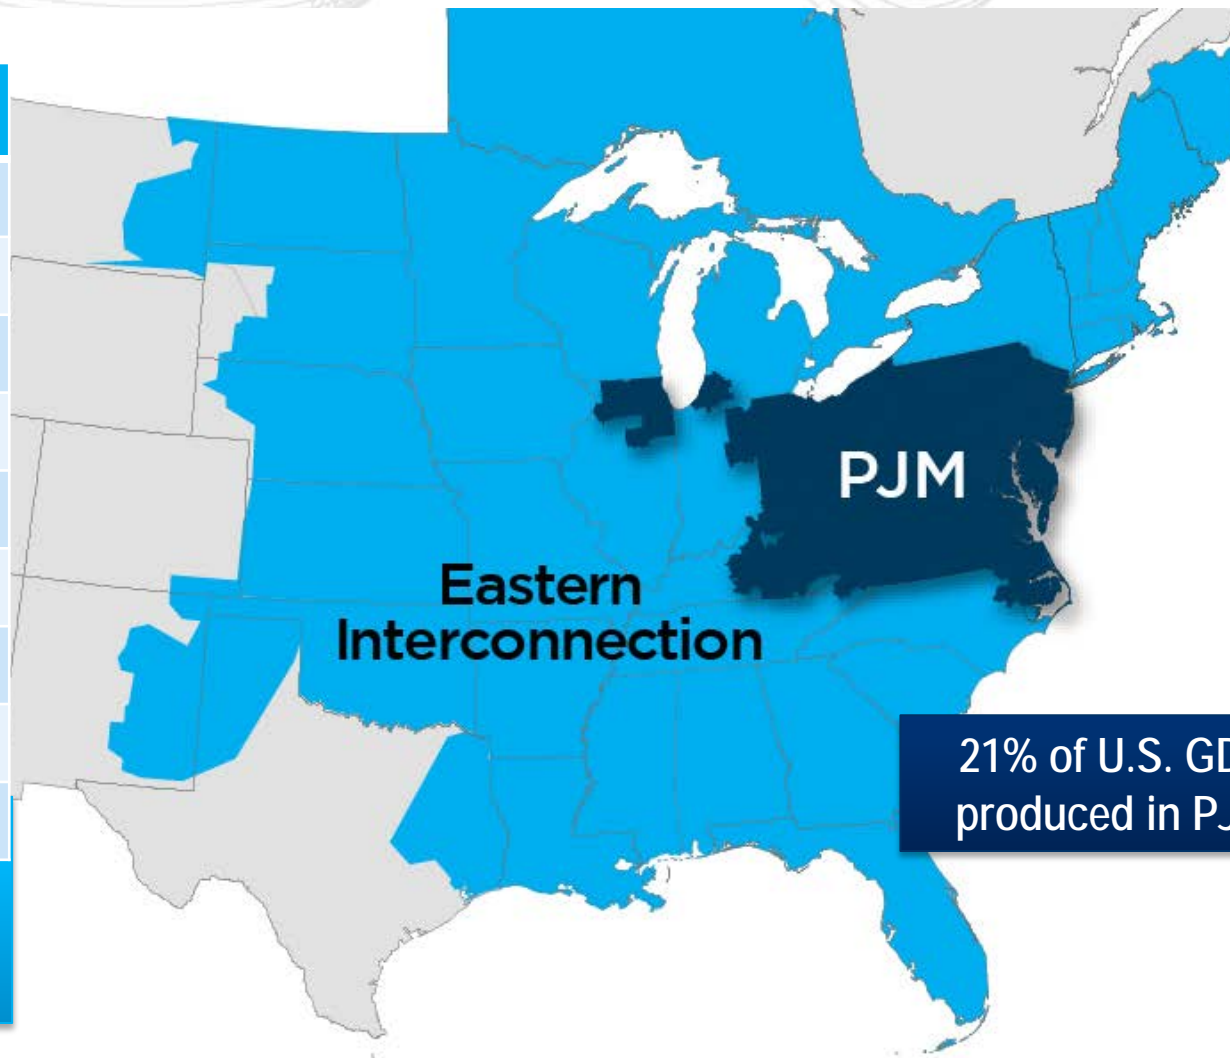 PJM
Eastern
Interconnection
21% of U.S. GD
produced in PJ